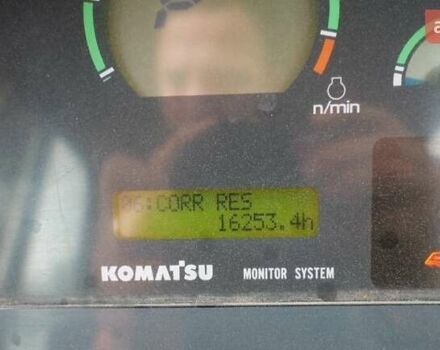 n/min
06:CORR RES
16253.4h
KOMATSU MONITOR SYSTEM